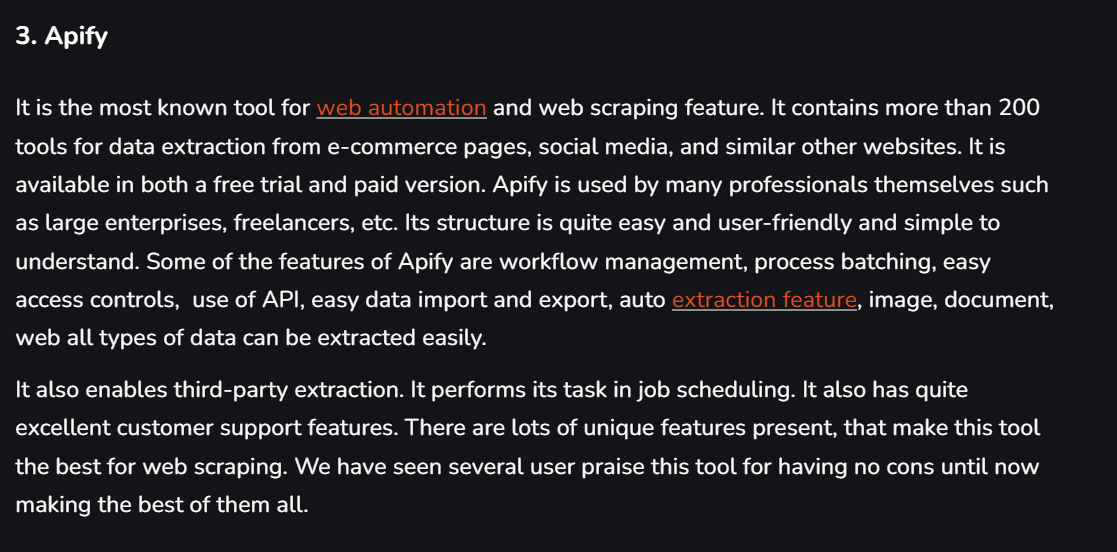 3. Apify
It is the most known tool for web automation and web scraping feature. It contains more than 200
tools for data extraction from e-commerce pages, social media, and similar other websites. It is
available in both a free trial and paid version. Apify is used by many professionals themselves such
as large enterprises, freelancers, etc. Its structure is quite easy and user-friendly and simple to
understand. Some of the features of Apify are workflow management, process batching, easy
access controls,  use of API, easy data import and export, auto extraction feature, image, document,
web all types of data can be extracted easily.
It also enables third-party extraction. It performs its task in job scheduling. It also has quite
excellent customer support features. There are lots of unique features present, that make this tool
the best for web scraping. We have seen several user praise this tool for having no cons until now
making the best of them all.